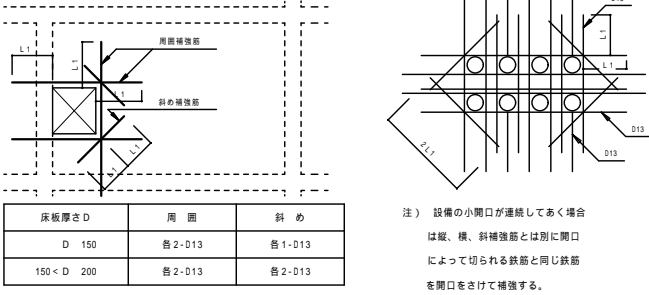 D13
L1
周囲補強筋
L1
L1
L1
L1
斜め補強筋
D13
L1
L1
2L1
D13
床板厚さD 周 囲 斜 め
D 150 各2-D13 各1-D13
150<D 200 各2-D13 各2-D13
注） 設備の小開口が連続してあく場合
は縦、横、斜補強筋とは別に開口
によって切られる鉄筋と同じ鉄筋
を開口をさけて補強する。